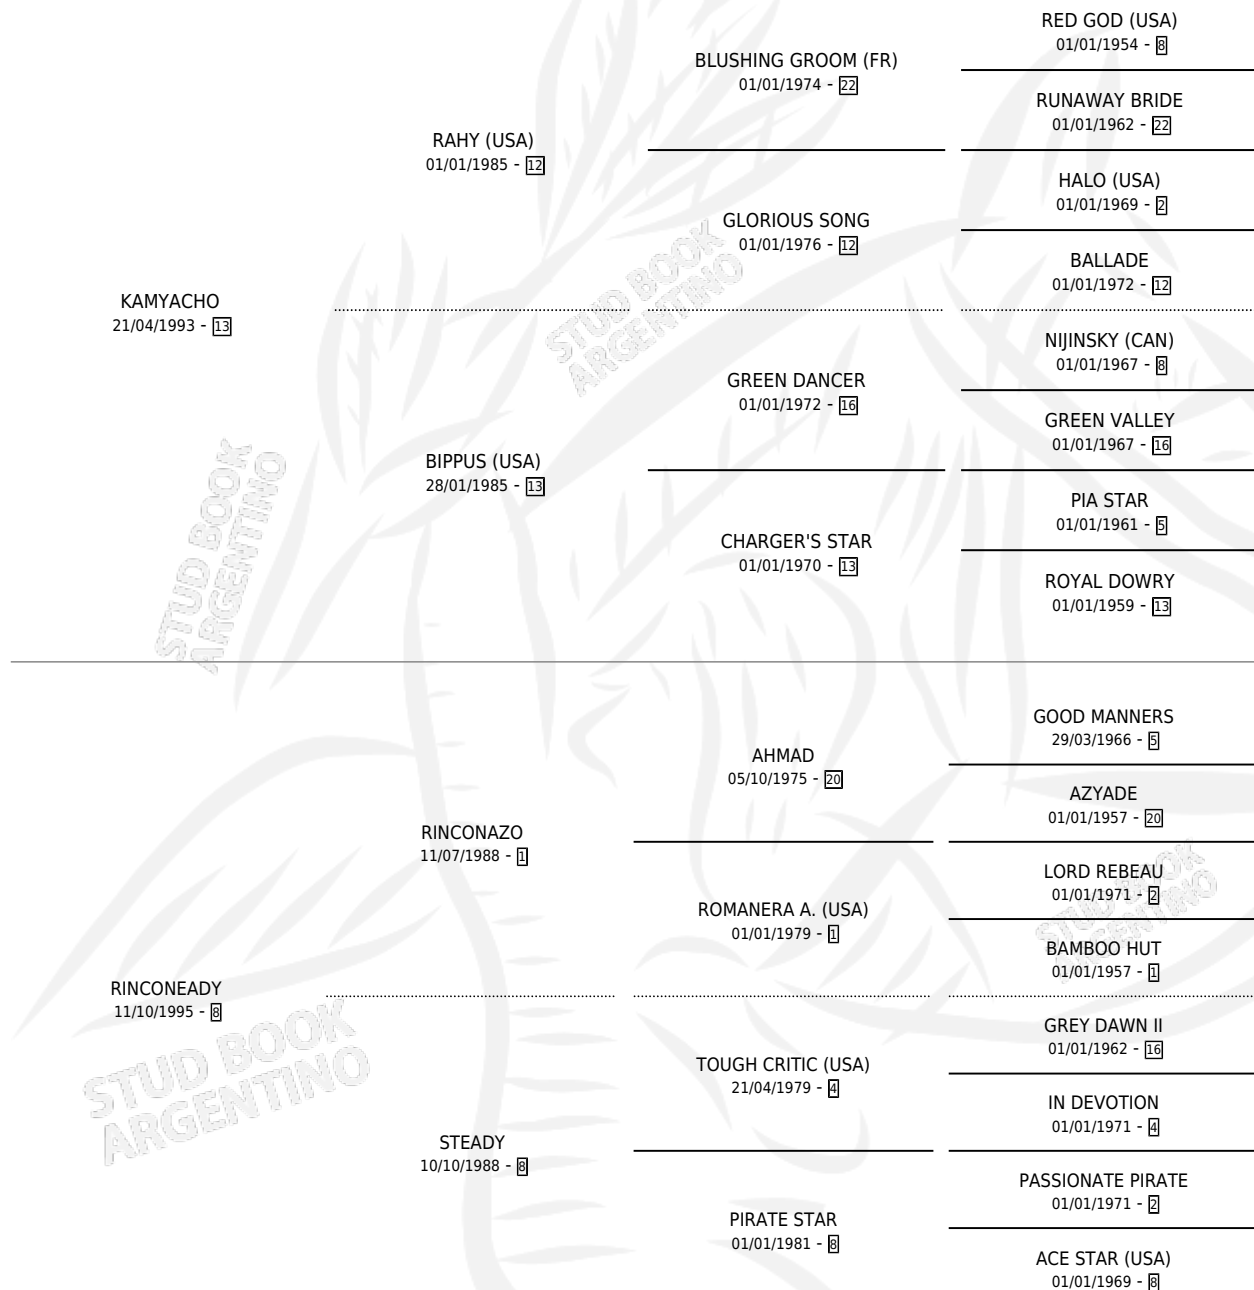 KAMYACHO
21/04/1993 - 13
RAHY (USA)
01/01/1985 - 12
BIPPUS (USA)
28/01/1985 - 13
BLUSHING GROOM (FR)
01/01/1974 - 22
GLORIOUS SONG
01/01/1976 - 12
GREEN DANCER
01/01/1972 - 16
CHARGER'S STAR
01/01/1970 - 13
RED GOD (USA)
01/01/1954 - 8
RUNAWAY BRIDE
01/01/1962 - 22
HALO (USA)
01/01/1969 - 2
BALLADE
01/01/1972 - 12
NIJINSKY (CAN)
01/01/1967 - 8
GREEN VALLEY
01/01/1967 - 16
PIA STAR
01/01/1961 - 5
ROYAL DOWRY
01/01/1959 - 13
STUD BOOK
ARGENTINO
STUD BOOK
ARGENTINO
RINCONEADY
11/10/1995 - 8
RINCONAZO
11/07/1988 - 1
STEADY
10/10/1988 - 8
AHMAD
05/10/1975 - 20
ROMANERA A. (USA)
01/01/1979 - 1
TOUGH CRITIC (USA)
21/04/1979 - 4
PIRATE STAR
01/01/1981 - 8
GOOD MANNERS
29/03/1966 - 5
AZYADE
01/01/1957 - 20
LORD REBEAU
01/01/1971 - 2
BAMBOO HUT
01/01/1957 - 1
GREY DAWN II
01/01/1962 - 16
IN DEVOTION
01/01/1971 - 4
PASSIONATE PIRATE
01/01/1971 - 2
ACE STAR (USA)
01/01/1969 - 8
STUD BOOK
ARGENTINO
STUD BOOK
ARGENTINO